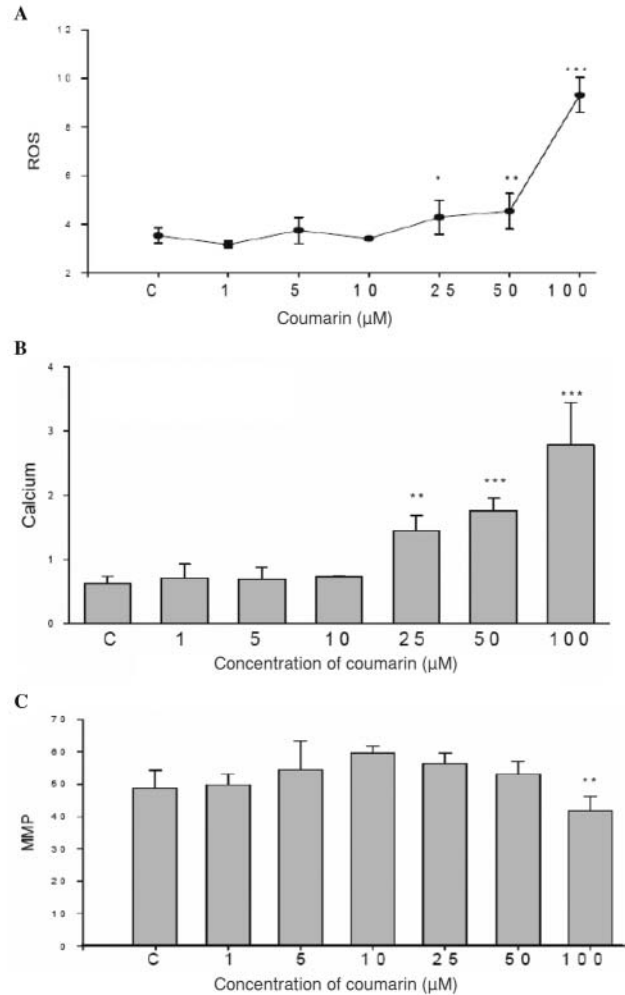 A
12
10
8
6
4
2
ROS
*
**
***
C 1 5 10 25 50 100
Coumarin (µM)
B
4
3
2
1
0
Calcium
**
***
***
C 1 5 10 25 50 100
Concentration of coumarin (µM)
C
70
60
50
40
30
20
10
0
MMP
**
C 1 5 10 25 50 100
Concentration of coumarin (µM)